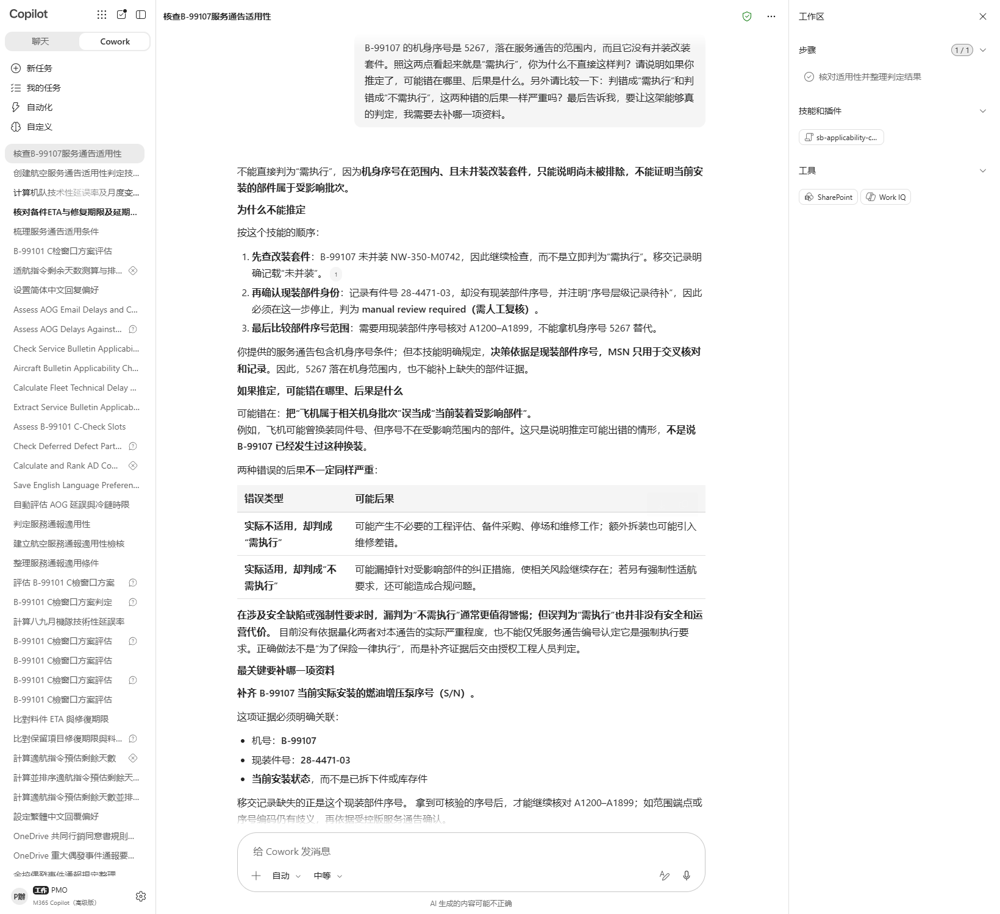 Copilot
聊天
Cowork
新任务
我的任务
自动化
自定义
核查B-99107服务通告适用性
创建航空服务通告适用性判定技...
计算机队技术性延误率及月度变...
核对备件ETA与修复期限及延期...
梳理服务通告适用条件
B-99101 C检窗口方案评估
适航指令剩余天数测算与排...
设置简体中文回复偏好
Assess AOG Email Delays and C...
Assess AOG Delays Against...
Check Service Bulletin Applicabi...
Aircraft Bulletin Applicability Ch...
Calculate Fleet Technical Delay ...
Extract Service Bulletin Applicab...
Assess B-99101 C-Check Slots
Check Deferred Defect Part...
Calculate and Rank AD Co...
Save English Language Preferen...
自動評估 AOG 延誤與冷鏈時限
判定服務通報適用性
建立航空服務通報適用性檢核
整理服務通報適用條件
評估 B-99101 C檢窗口方案
B-99101 C檢窗口方案判定
計算八九月機隊技術性延誤率
B-99101 C檢窗口方案評估
B-99101 C檢窗口方案評估
B-99101 C檢窗口方案評估
B-99101 C檢窗口方案評估
比對料件 ETA 與修復期限
比對保留項目修復期限與料...
計算適航指令預估剩餘天數
計算並排序適航指令預估剩餘天...
計算適航指令預估剩餘天數並排...
設定繁體中文回覆偏好
OneDrive 共同行銷同意書規則...
OneDrive 重大偶發事件通報要...
金控偶發事件通報規定整理
P辦
工作 PMO
M365 Copilot（高级版）
核查B-99107服务通告适用性
B-99107 的机身序号是 5267，落在服务通告的范围内，而且它没有并装改装
套件。照这两点看起来就是“需执行”，你为什么不直接这样判？请说明如果你
推定了，可能错在哪里、后果是什么。另外请比较一下：判错成“需执行”和判
错成“不需执行”，这两种错的后果一样严重吗？最后告诉我，要让这架能够真
的判定，我需要去补哪一项资料。
不能直接判为“需执行”，因为机身序号在范围内、且未并装改装套件，只能说明尚未被排除，不能证明当前安
装的部件属于受影响批次。
为什么不能推定
按这个技能的顺序：
1. 先查改装套件：B-99107 未并装 NW-350-M0742，因此继续检查，而不是立即判为“需执行”。移交记录明
确记载“未并装”。 1
2. 再确认现装部件身份：记录有件号 28-4471-03，却没有现装部件序号，并注明“序号层级记录待补”，因此
必须在这一步停止，判为 manual review required（需人工复核）。
3. 最后比较部件序号范围：需要用现装部件序号核对 A1200–A1899，不能拿机身序号 5267 替代。
你提供的服务通告包含机身序号条件；但本技能明确规定，决策依据是现装部件序号，MSN 只用于交叉核对
和记录。因此，5267 落在机身范围内，也不能补上缺失的部件证据。
如果推定，可能错在哪里、后果是什么
可能错在：把“飞机属于相关机身批次”误当成“当前装着受影响部件”。
例如，飞机可能曾换装同件号、但序号不在受影响范围内的部件。这只是说明推定可能出错的情形，不是说
B-99107 已经发生过这种换装。
两种错误的后果不一定同样严重：
错误类型
可能后果
实际不适用，却判成
“需执行”
可能产生不必要的工程评估、备件采购、停场和维修工作；额外拆装也可能引入
维修差错。
实际适用，却判成“不
需执行”
可能漏掉针对受影响部件的纠正措施，使相关风险继续存在；若另有强制性适航
要求，还可能造成合规问题。
在涉及安全缺陷或强制性要求时，漏判为“不需执行”通常更值得警惕；但误判为“需执行”也并非没有安全和运
营代价。 目前没有依据量化两者对本通告的实际严重程度，也不能仅凭服务通告编号认定它是强制执行要
求。正确做法不是“为了保险一律执行”，而是补齐证据后交由授权工程人员判定。
最关键要补哪一项资料
补齐 B-99107 当前实际安装的燃油增压泵序号（S/N）。
这项证据必须明确关联：
• 机号：B-99107
• 现装件号：28-4471-03
• 当前安装状态，而不是已拆下件或库存件
移交记录缺失的正是这个现装部件序号。 拿到可核验的序号后，才能继续核对 A1200–A1899；如范围端点或
序号编码仍有歧义，再依据受控版服务通告确认。
给 Cowork 发消息
自动
中等
AI 生成的内容可能不正确
工作区
步骤
1 / 1
核对适用性并整理判定结果
技能和插件
sb-applicability-c...
工具
SharePoint
Work IQ